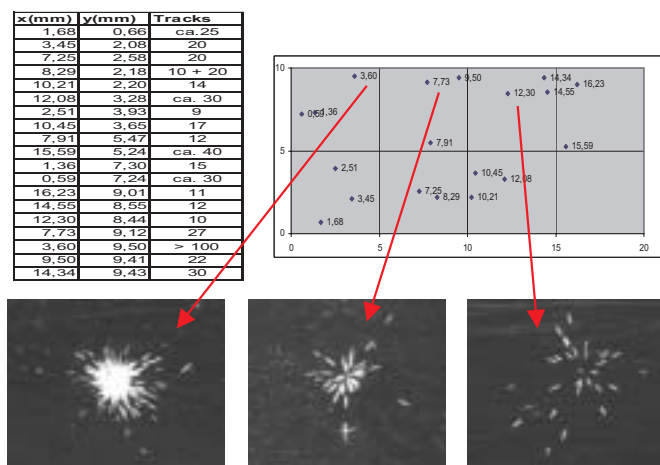 x(mm) y(mm) Tracks
1,68 0,66 ca.25
3,45 2,08 20
7,25 2,58 20
8,29 2,18 10 + 20
10,21 2,20 14
12,08 3,28 ca. 30
2,51 3,93 9
10,45 3,65 17
7,91 5,47 12
15,59 5,24 ca. 40
1,36 7,30 15
0,59 7,24 ca. 30
16,23 9,01 11
14,55 8,55 12
12,30 8,44 10
7,73 9,12 27
3,60 9,50 > 100
9,50 9,41 22
14,34 9,43 30
10
3,60 7,73 9,50 14,34
16,23
12,30 14,55
0,59 1,36
7,91
15,59
5
2,51 10,45 12,08
3,45 7,25 8,29 10,21
1,68
0
0 5 10 15 20